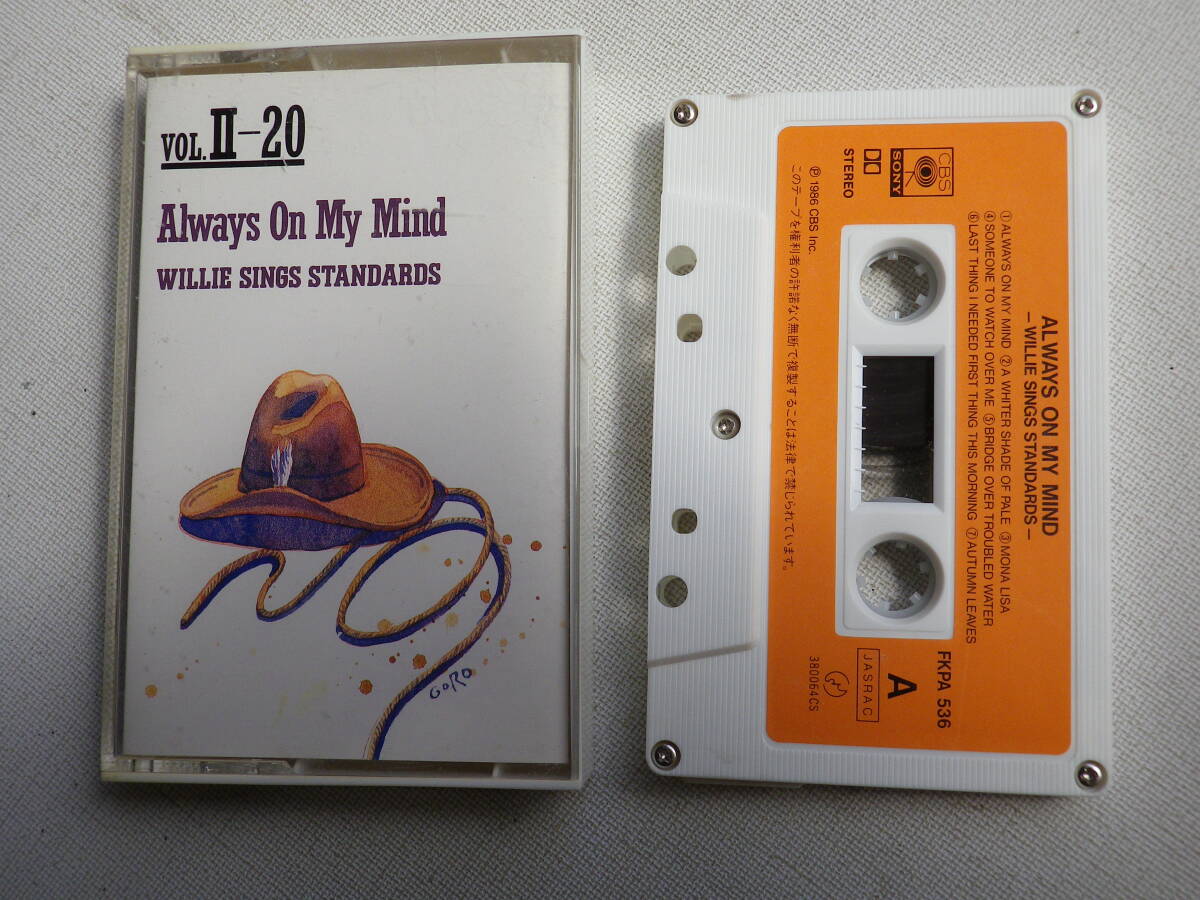 VOL.Ⅱ-20
Always On My Mind
WILLIE SINGS STANDARDS
GORO
ALWAYS ON MY MIND
– WILLIE SINGS STANDARDS –
① ALWAYS ON MY MIND ② A WHITER SHADE OF PALE ③ MONA LISA
④ SOMEONE TO WATCH OVER ME ⑤ BRIDGE OVER TROUBLED WATER
⑥ LAST THING I NEEDED FIRST THING THIS MORNING ⑦ AUTUMN LEAVES
CBS
SONY
STEREO
FKPA 536
A
JASRAC
380064CS
Ⓟ 1986 CBS Inc.
このテープを権利者の許諾なく無断で複製することは法律で禁じられています。